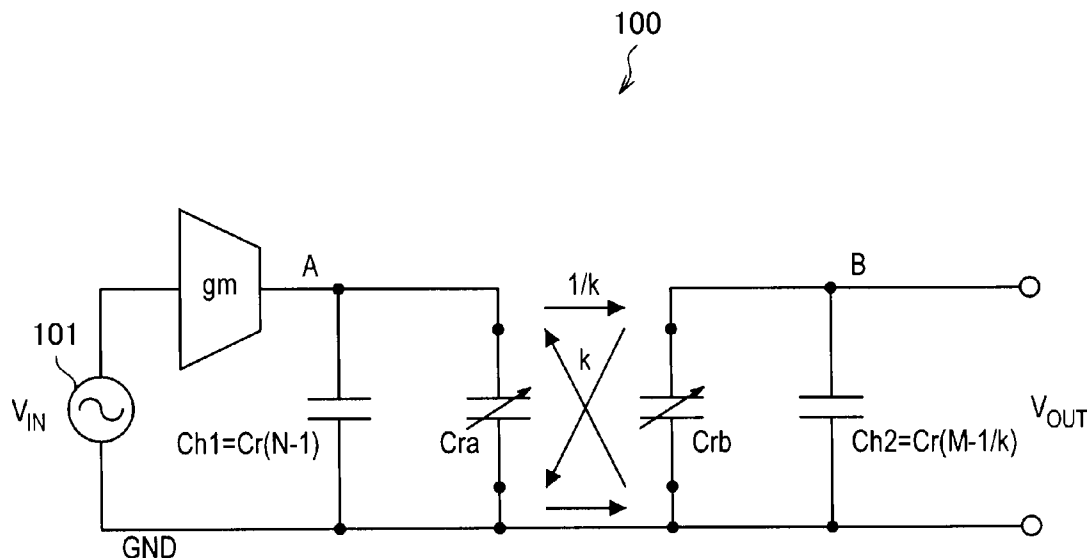 100
gm
A
1/k
B
101
k
V_IN
Ch1=Cr(N-1)
Cra
Crb
Ch2=Cr(M-1/k)
V_OUT
GND